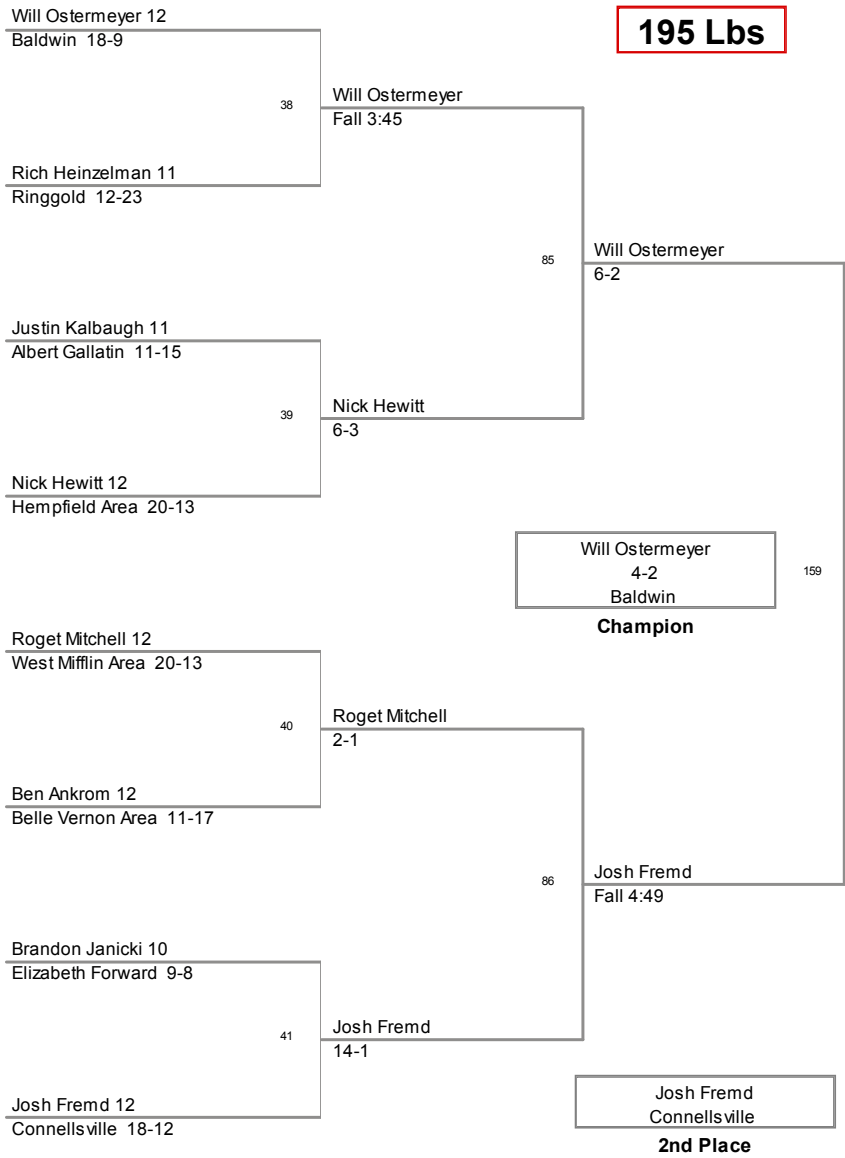 Will Ostermeyer 12
Baldwin 18-9
195 Lbs
38
Will Ostermeyer
Fall 3:45
Rich Heinzelman 11
Ringgold 12-23
85
Will Ostermeyer
6-2
Justin Kalbaugh 11
Albert Gallatin 11-15
39
Nick Hewitt
6-3
Nick Hewitt 12
Hempfield Area 20-13
Will Ostermeyer
4-2
Baldwin
Champion
159
Roget Mitchell 12
West Mifflin Area 20-13
40
Roget Mitchell
2-1
Ben Ankrom 12
Belle Vernon Area 11-17
86
Josh Fremd
Fall 4:49
Brandon Janicki 10
Elizabeth Forward 9-8
41
Josh Fremd
14-1
Josh Fremd 12
Connellsville 18-12
Josh Fremd
Connellsville
2nd Place